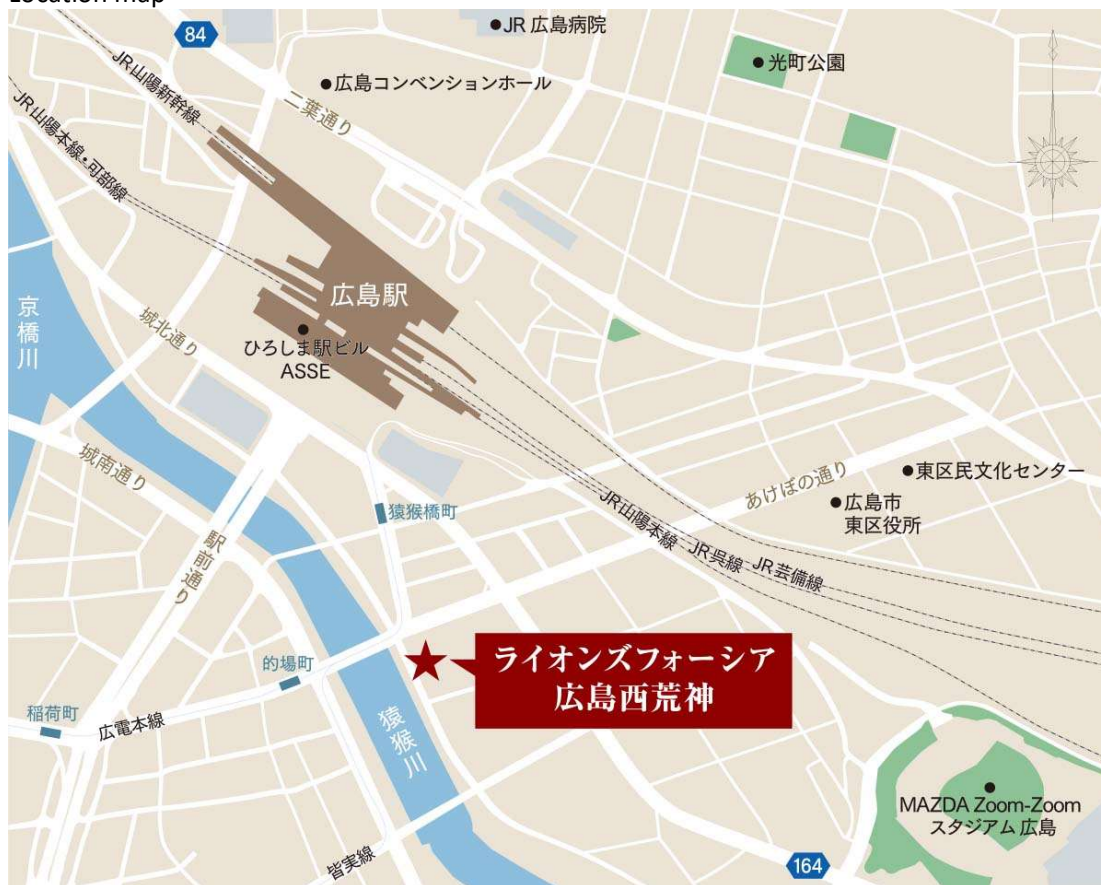 Location map
84
JR 広島病院
光町公園
広島コンベンションホール
二葉通り
JR山陽新幹線
JR山陽本線・可部線
広島駅
京橋川
城北通り
ひろしま駅ビル
ASSE
城南通り
駅前通り
猿猴橋町
あけぼの通り
東区民文化センター
広島市
東区役所
JR山陽本線
JR呉線
JR芸備線
ライオンズフォーシア
広島西荒神
的場町
稲荷町
広電本線
猿猴川
MAZDA Zoom-Zoom
スタジアム 広島
皆実線
164